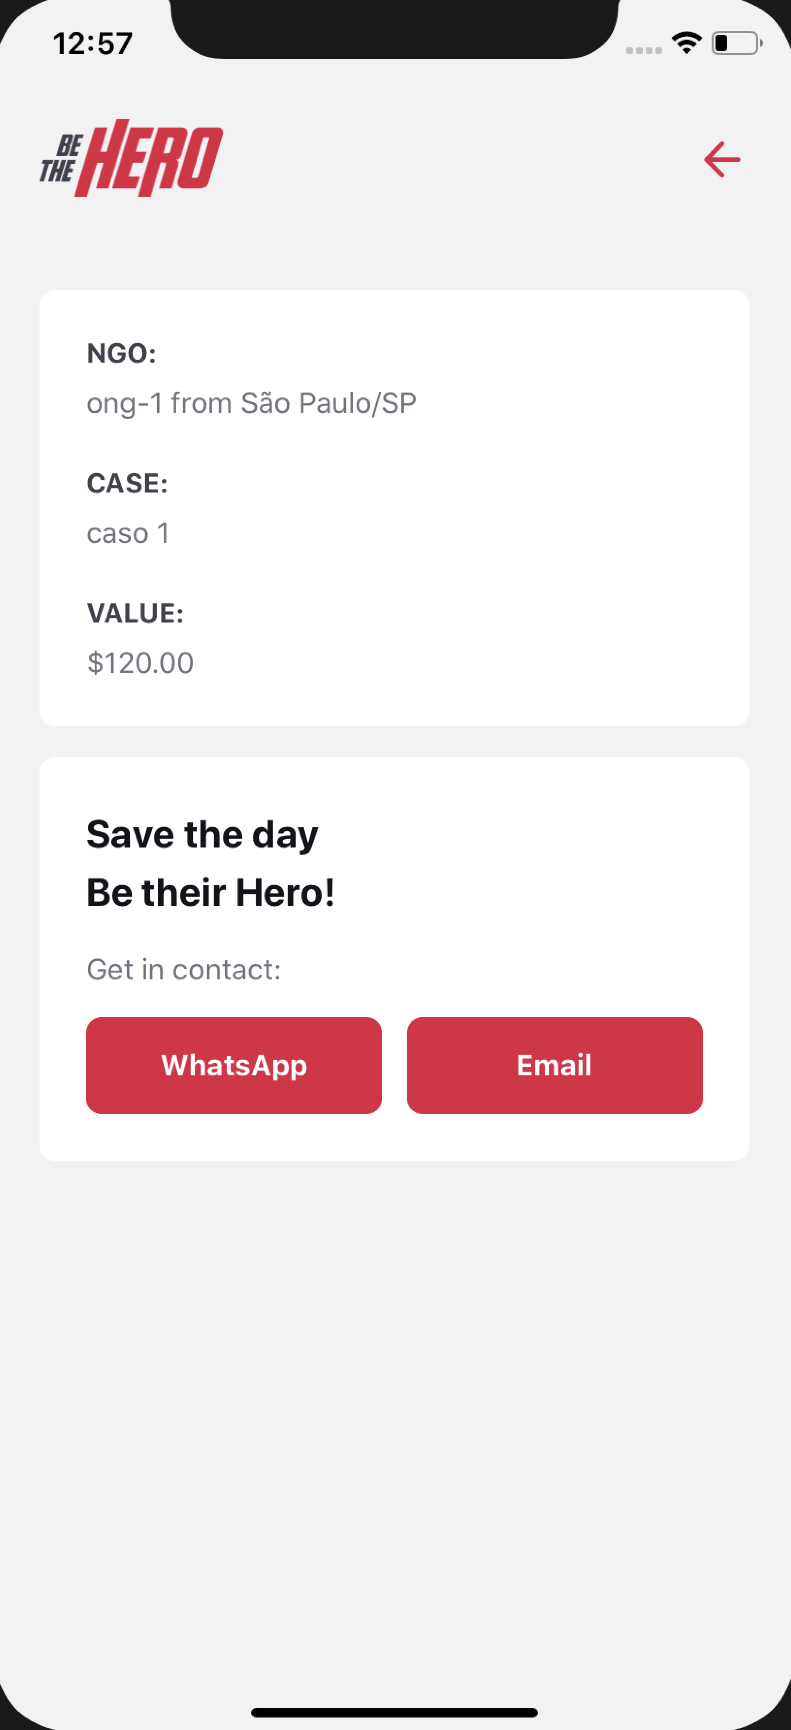 12:57
BE
THE HERO
NGO:
ong-1 from São Paulo/SP
CASE:
caso 1
VALUE:
$120.00
Save the day
Be their Hero!
Get in contact:
WhatsApp
Email